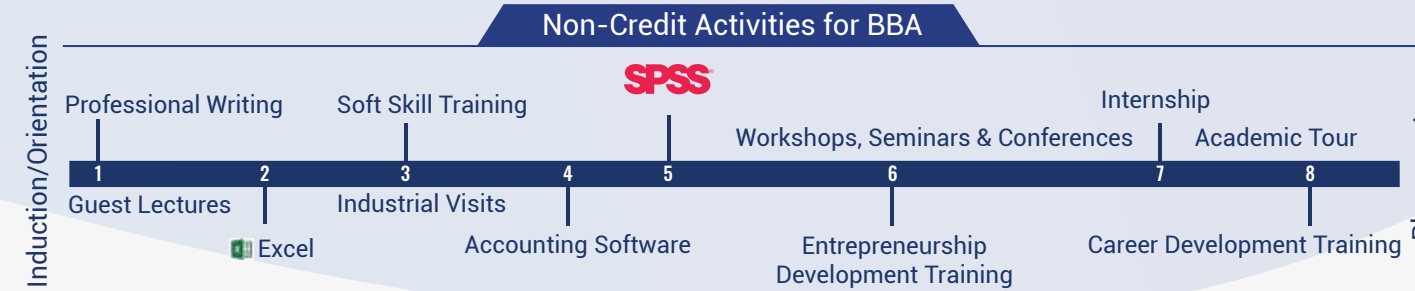 Non-Credit Activities for BBA
Induction/Orientation
SPSS
Professional Writing
Soft Skill Training
Internship
Workshops, Seminars & Conferences
Academic Tour
1 2 3 4 5 6 7 8
Guest Lectures
Industrial Visits
Excel
Accounting Software
Entrepreneurship
Development Training
Career Development Training